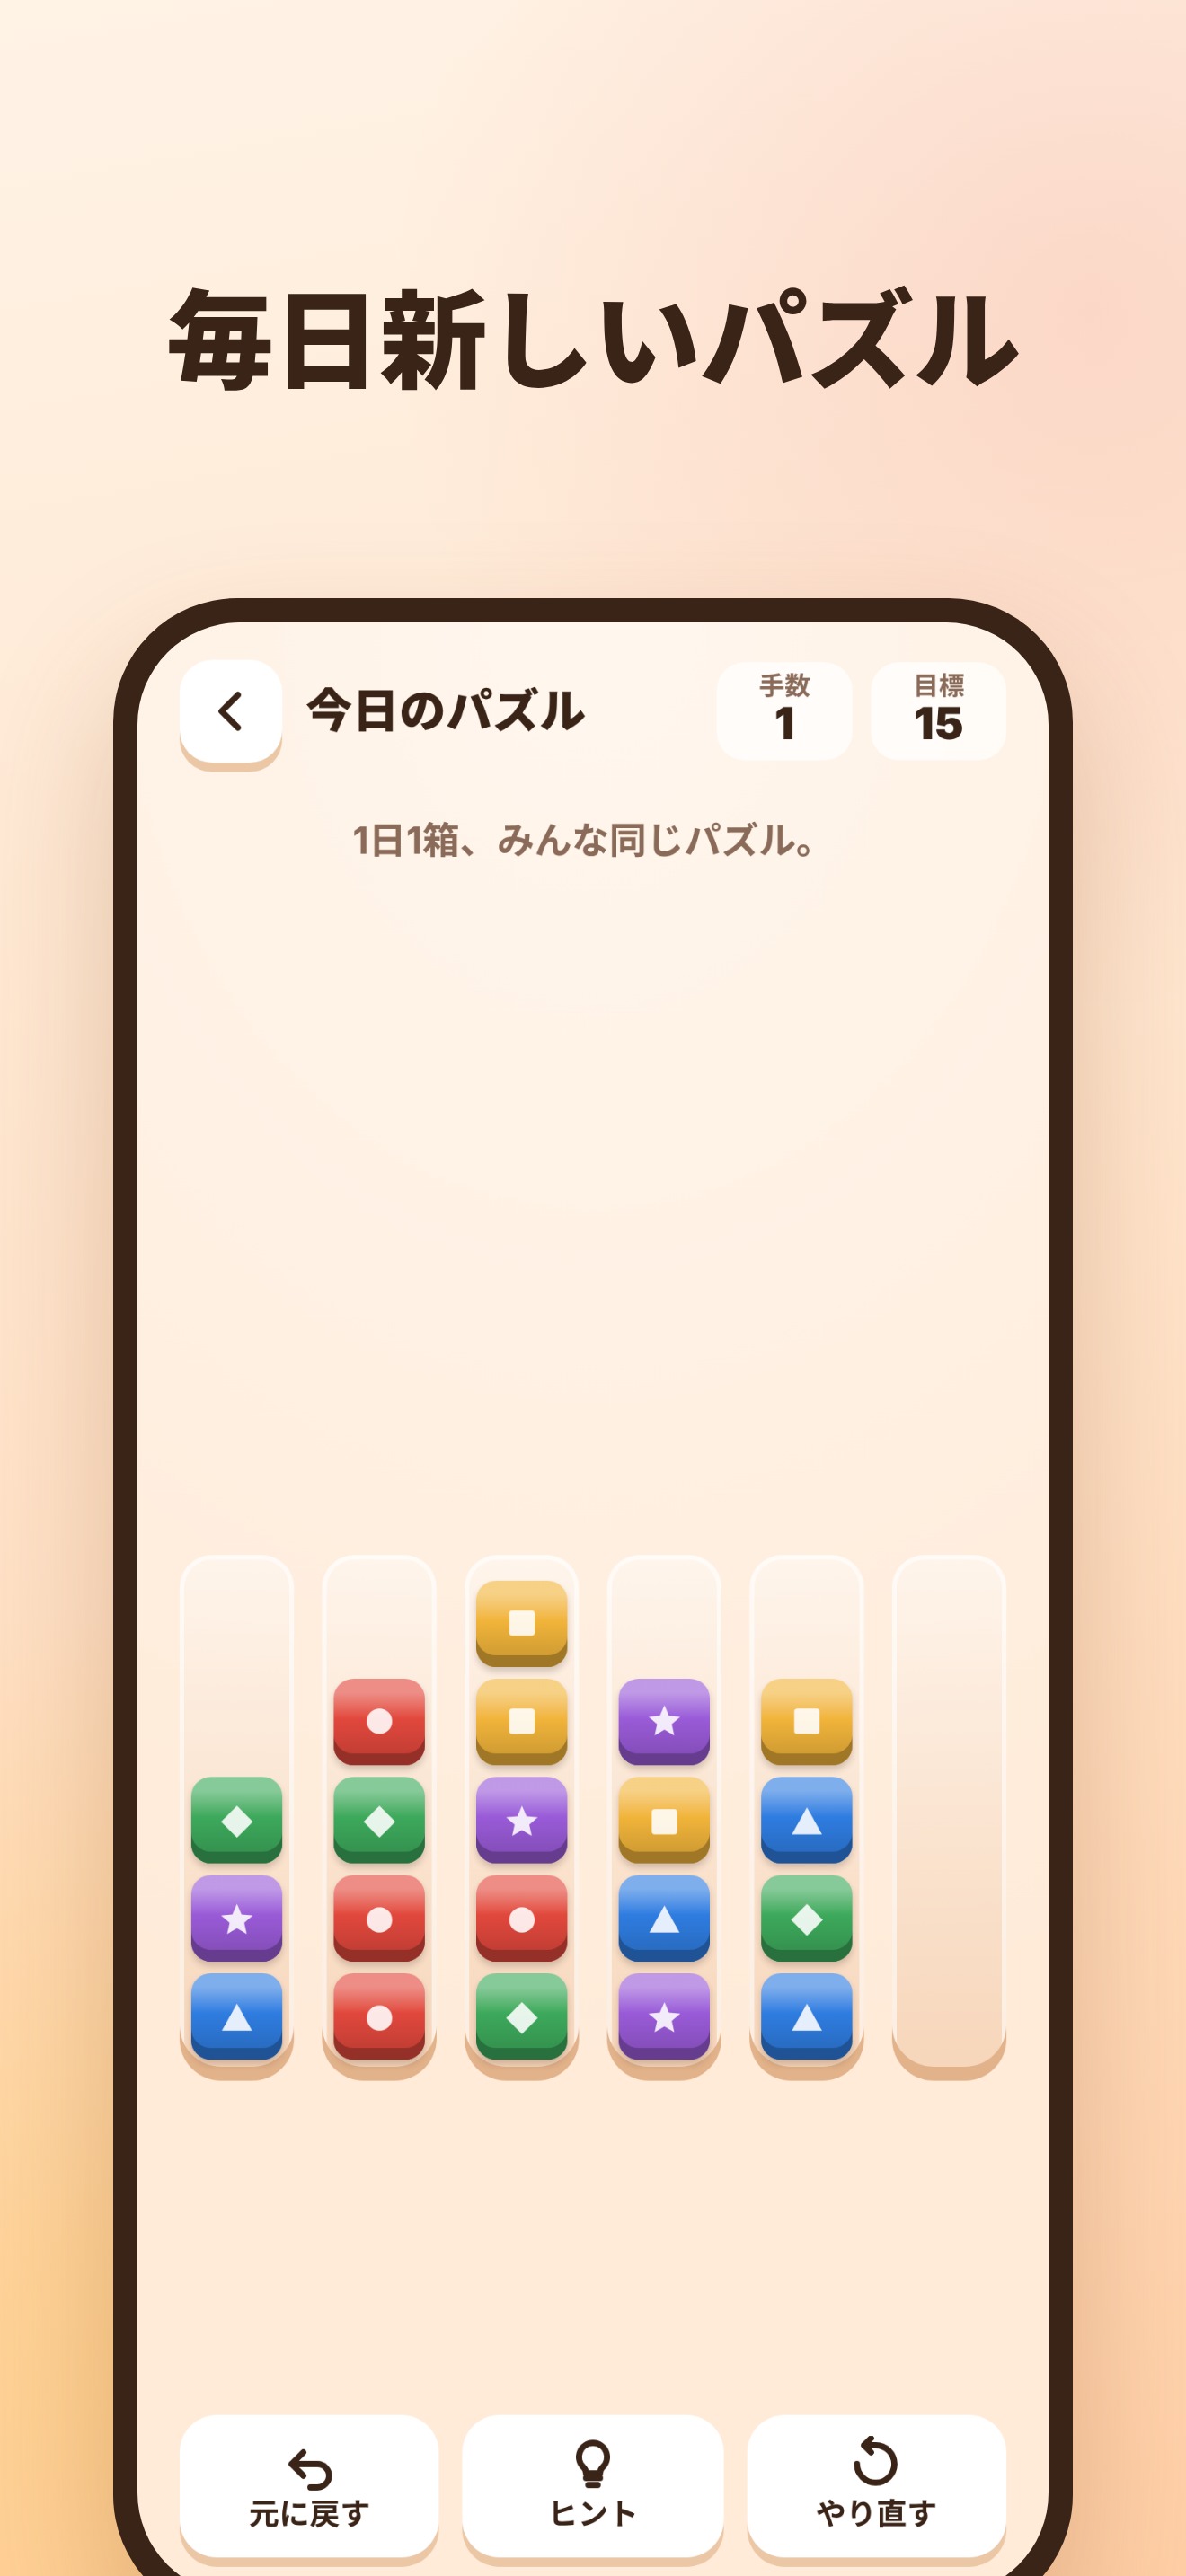 毎日新しいパズル
今日のパズル
手数
1
目標
15
1日1箱、みんな同じパズル。
元に戻す
ヒント
やり直す